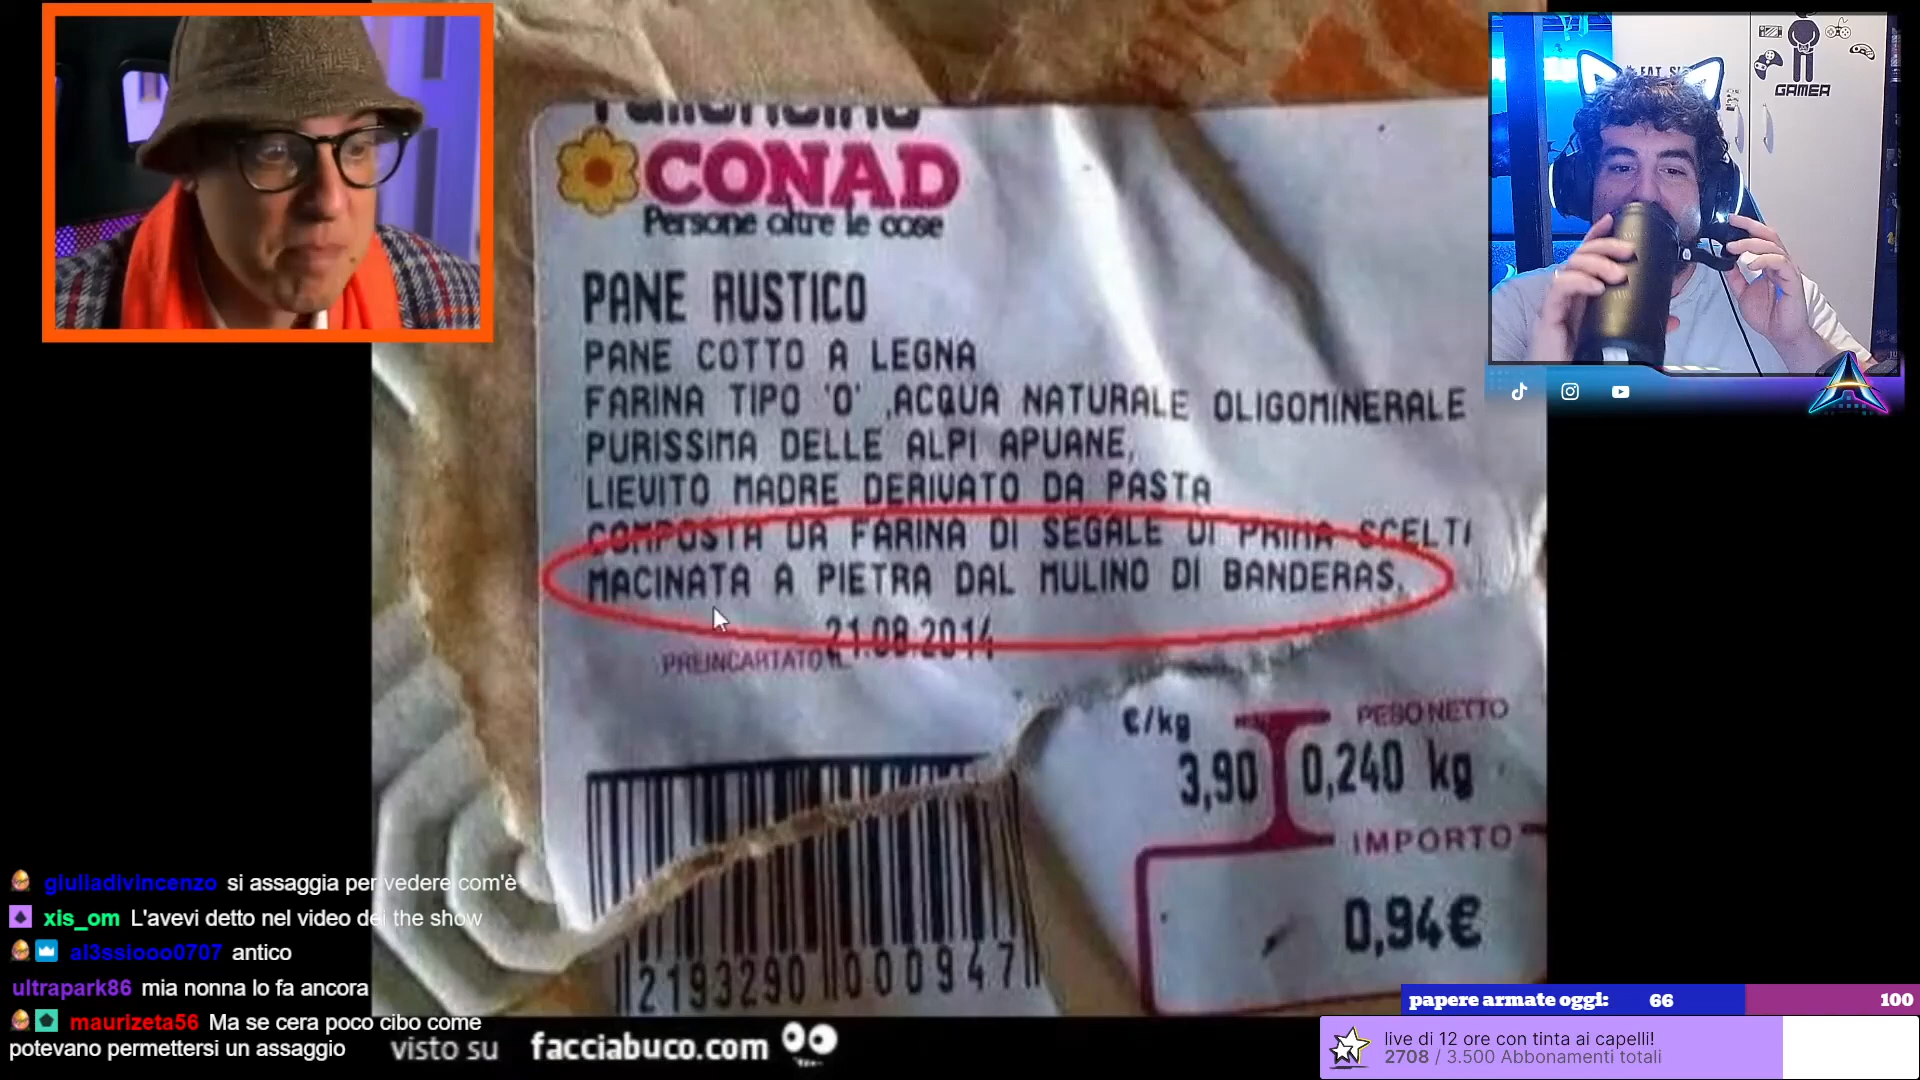 CONAD
Persone oltre le cose
PANE RUSTICO
PANE COTTO A LEGNA
FARINA TIPO '0' ,ACQUA NATURALE OLIGOMINERALE
PURISSIMA DELLE ALPI APUANE,
LIEVITO MADRE DERIVATO DA PASTA
COMPOSTA DA FARINA DI SEGALE DI PRIMA SCELT
MACINATA A PIETRA DAL MULINO DI BANDERAS.
21.08.2014
PREINCARTATO IL
€/kg
PESO NETTO
3,90
0,240 kg
IMPORTO
0,94€
2193290 000947
visto su facciabuco.com
GAMER
giuliadivincenzo si assaggia per vedere com'è
xis_om L'avevi detto nel video dei the show
al3ssiooo0707 antico
ultrapark86 mia nonna lo fa ancora
maurizeta56 Ma se cera poco cibo come
potevano permettersi un assaggio
papere armate oggi: 66 100
live di 12 ore con tinta ai capelli!
2708 / 3.500 Abbonamenti totali